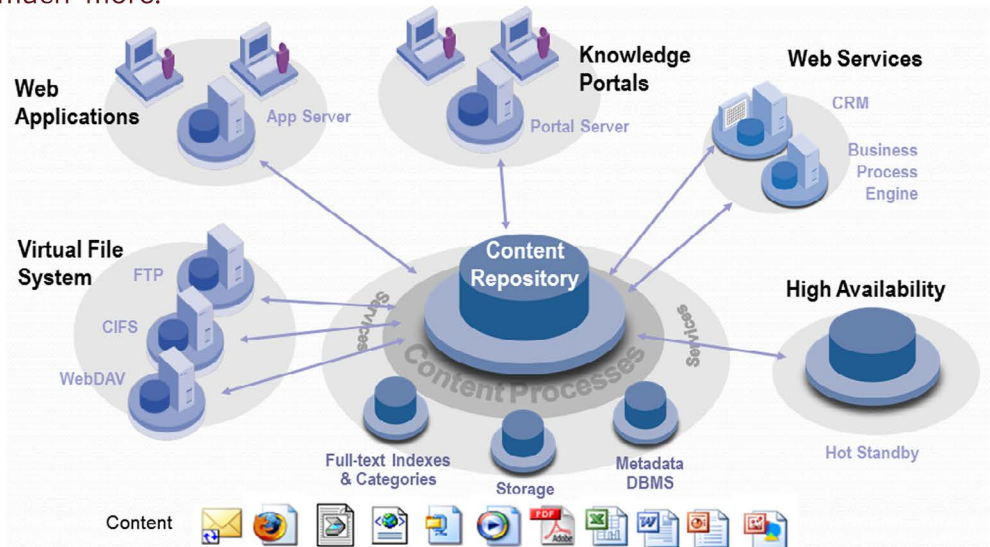 much more.
Web
Applications
App Server
Knowledge
Portals
Portal Server
Web Services
CRM
Business
Process
Engine
Virtual File
System
FTP
CIFS
WebDAV
Content
Repository
Services
Services
Content Processes
High Availability
Hot Standby
Full-text Indexes
& Categories
Storage
Metadata
DBMS
Content
PDF
Adobe